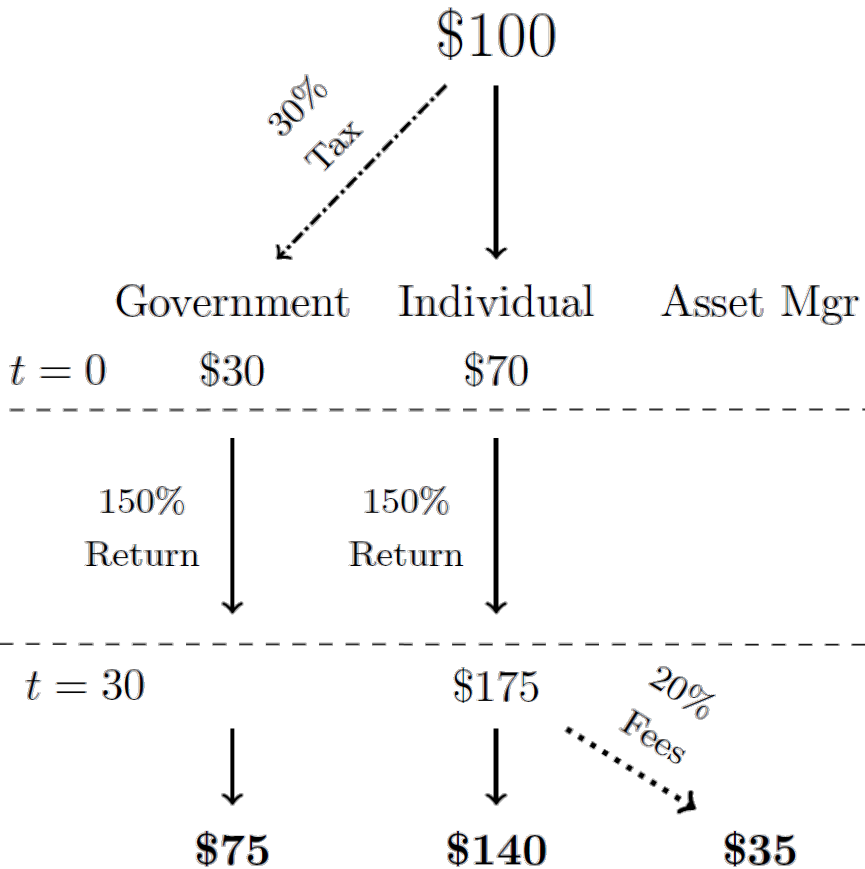 $100
30%
Tax
Government Individual Asset Mgr
t = 0 $30 $70
150% 150%
Return Return
t = 30 $175 20%
Fees
$75 $140 $35